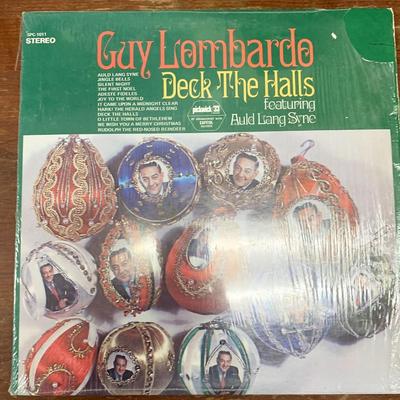 SPC-1011
STEREO
Guy Lombardo
Deck The Halls
featuring
Auld Lang Syne
AULD LANG SYNE
JINGLE BELLS
SILENT NIGHT
THE FIRST NOEL
ADESTE FIDELES
JOY TO THE WORLD
IT CAME UPON A MIDNIGHT CLEAR
HARK! THE HERALD ANGELS SING
DECK THE HALLS
O LITTLE TOWN OF BETHLEHEM
WE WISH YOU A MERRY CHRISTMAS
RUDOLPH THE RED-NOSED REINDEER
pickwick/33
CAPITOL